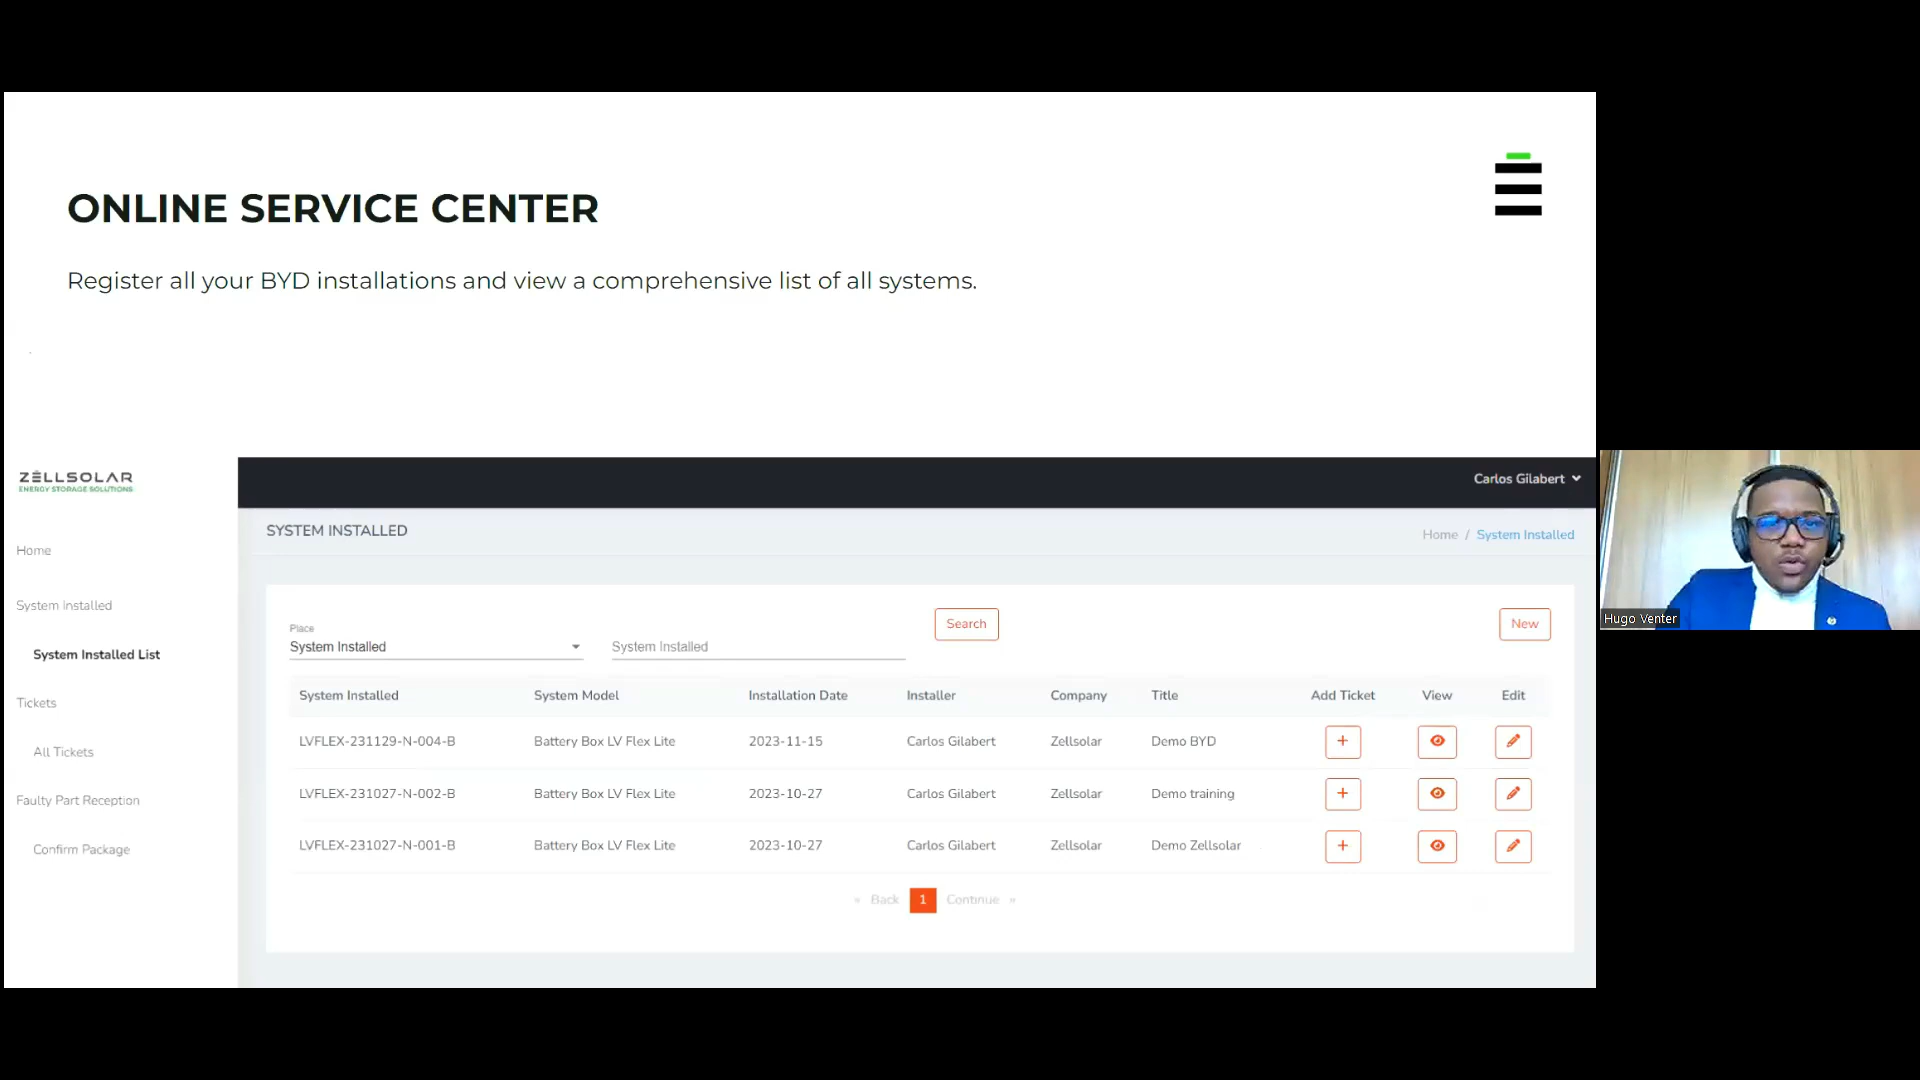 ONLINE SERVICE CENTER
Register all your BYD installations and view a comprehensive list of all systems.
ZĒLLSOLAR
ENERGY STORAGE SOLUTIONS
Carlos Gilabert
SYSTEM INSTALLED
Home / System Installed
Home
System Installed
System Installed List
Tickets
All Tickets
Faulty Part Reception
Confirm Package
Place
System Installed
System Installed
Search
New
System Installed System Model Installation Date Installer Company Title Add Ticket View Edit
LVFLEX-231129-N-004-B Battery Box LV Flex Lite 2023-11-15 Carlos Gilabert Zellsolar Demo BYD +
LVFLEX-231027-N-002-B Battery Box LV Flex Lite 2023-10-27 Carlos Gilabert Zellsolar Demo training +
LVFLEX-231027-N-001-B Battery Box LV Flex Lite 2023-10-27 Carlos Gilabert Zellsolar Demo Zellsolar +
« Back 1 Continue »
Hugo Venter